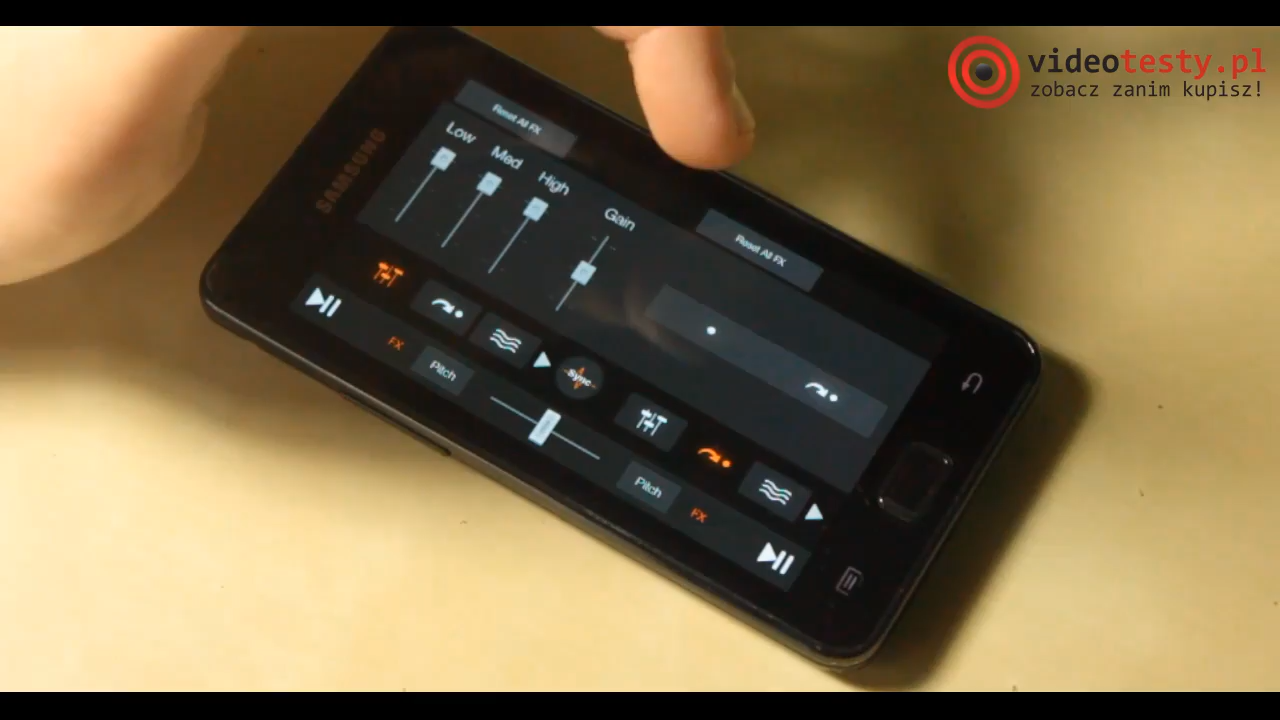 videotesty.pl
zobacz zanim kupisz!
SAMSUNG
Reset All FX
Low Med High Gain
Reset All FX
FX Pitch
Sync
Pitch FX